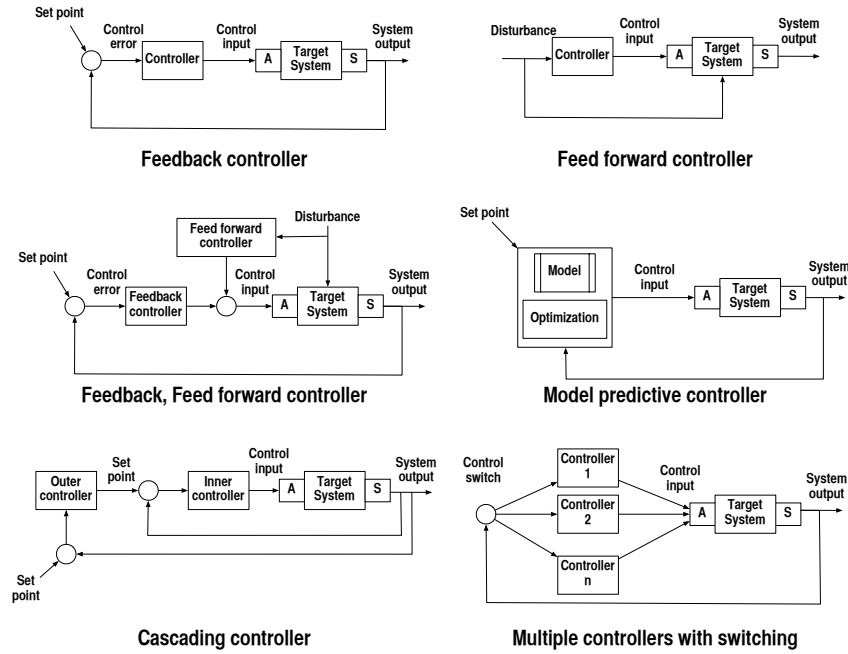 Set point
Control
error
Controller
Control
input
A
Target
System
S
System
output
Feedback controller
Disturbance
Controller
Control
input
A
Target
System
S
System
output
Feed forward controller
Set point
Control
error
Feedback
controller
Feed forward
controller
Disturbance
Control
input
A
Target
System
S
System
output
Feedback, Feed forward controller
Set point
Model
Optimization
Control
input
A
Target
System
S
System
output
Model predictive controller
Outer
controller
Set
point
Inner
controller
Control
input
A
Target
System
S
System
output
Set
point
Cascading controller
Control
switch
Controller
1
Controller
2
Controller
n
Control
input
A
Target
System
S
System
output
Multiple controllers with switching